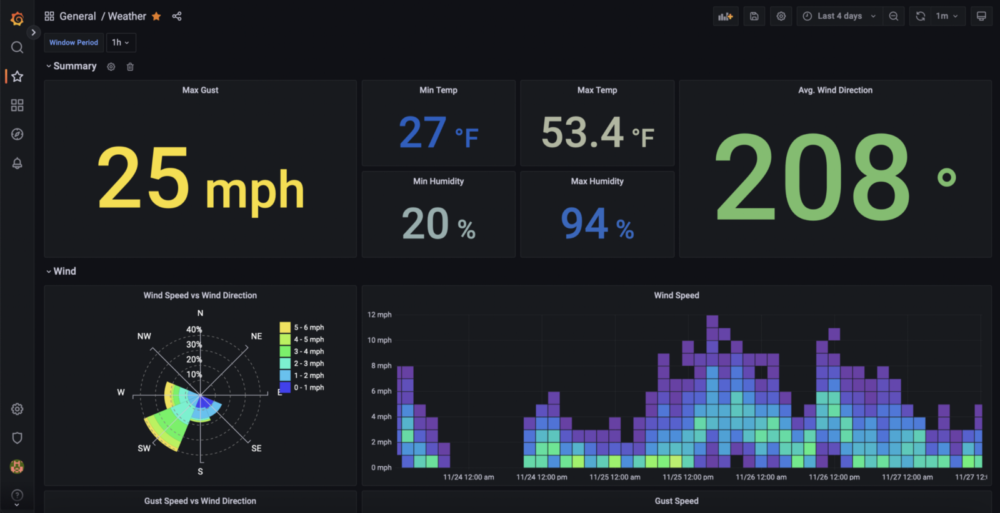 General / Weather
Last 4 days
1m
Window Period
1h
Summary
Max Gust
25 mph
Min Temp
27 °F
Max Temp
53.4 °F
Avg. Wind Direction
208 °
Min Humidity
20 %
Max Humidity
94 %
Wind
Wind Speed vs Wind Direction
N
NE
E
SE
S
SW
W
NW
40%
30%
20%
10%
5 - 6 mph
4 - 5 mph
3 - 4 mph
2 - 3 mph
1 - 2 mph
0 - 1 mph
Wind Speed
12 mph
10 mph
8 mph
6 mph
4 mph
2 mph
0 mph
11/24 12:00 am
11/24 12:00 pm
11/25 12:00 am
11/25 12:00 pm
11/26 12:00 am
11/26 12:00 pm
11/27 12:00 am
11/27 12:
Gust Speed vs Wind Direction
Gust Speed